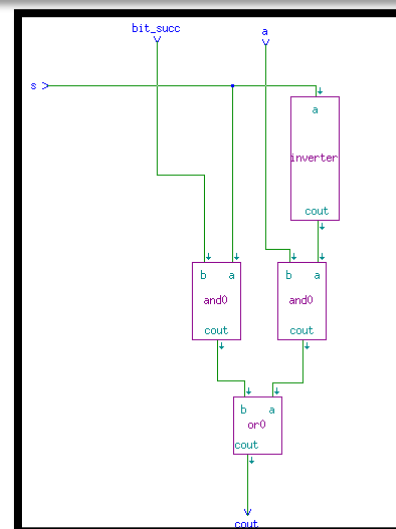 bit_succ a
s
a
inverter
cout
b a b a
and0 and0
cout cout
b a
or0
cout
cout